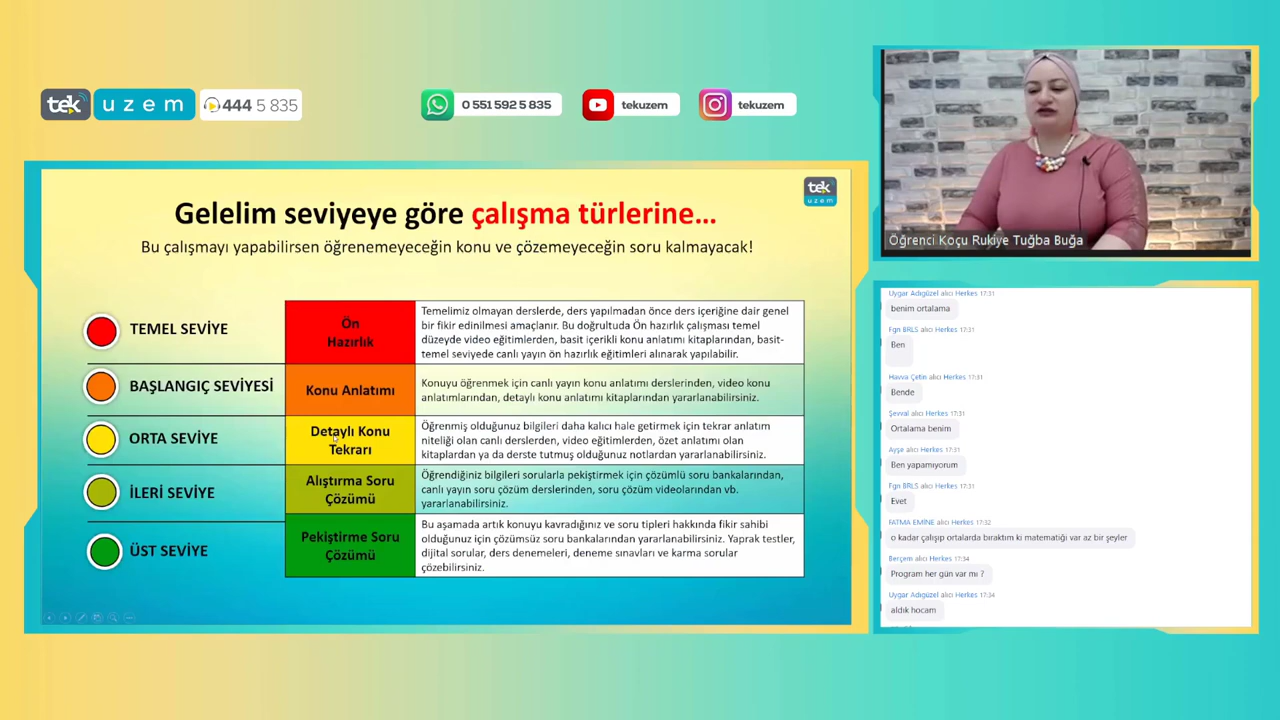 tek uzem 444 5 835
0 551 592 5 835
tekuzem
tekuzem
tek
uzem
Gelelim seviyeye göre çalışma türlerine...
Bu çalışmayı yapabilirsen öğrenemeyeceğin konu ve çözemeyeceğin soru kalmayacak!
TEMEL SEVİYE
Ön
Hazırlık
Temelimiz olmayan derslerde, ders yapılmadan önce ders içeriğine dair genel
bir fikir edinilmesi amaçlanır. Bu doğrultuda Ön hazırlık çalışması temel
düzeyde video eğitimlerden, basit içerikli konu anlatımı kitaplarından, basit-
temel seviyede canlı yayın ön hazırlık eğitimleri alınarak yapılabilir.
BAŞLANGIÇ SEVİYESİ
Konu Anlatımı
Konuyu öğrenmek için canlı yayın konu anlatımı derslerinden, video konu
anlatımlarından, detaylı konu anlatımı kitaplarından yararlanabilirsiniz.
ORTA SEVİYE
Detaylı Konu
Tekrarı
Öğrenmiş olduğunuz bilgileri daha kalıcı hale getirmek için tekrar anlatım
niteliği olan canlı derslerden, video eğitimlerden, özet anlatımı olan
kitaplardan ya da derste tutmuş olduğunuz notlardan yararlanabilirsiniz.
İLERİ SEVİYE
Alıştırma Soru
Çözümü
Öğrendiğiniz bilgileri sorularla pekiştirmek için çözümlü soru bankalarından,
canlı yayın soru çözüm derslerinden, soru çözüm videolarından vb.
yararlanabilirsiniz.
ÜST SEVİYE
Pekiştirme Soru
Çözümü
Bu aşamada artık konuyu kavradığınız ve soru tipleri hakkında fikir sahibi
olduğunuz için çözümsüz soru bankalarından yararlanabilirsiniz. Yaprak testler,
dijital sorular, ders denemeleri, deneme sınavları ve karma sorular
çözebilirsiniz.
Öğrenci Koçu Rukiye Tuğba Buğa
Uygar Adıgüzel alıcı Herkes 17:31
benim ortalama
Fgn BRLS alıcı Herkes 17:31
Ben
Havva Çetin alıcı Herkes 17:31
Bende
Şevval alıcı Herkes 17:31
Ortalama benim
Ayşe alıcı Herkes 17:31
Ben yapamıyorum
Fgn BRLS alıcı Herkes 17:31
Evet
FATMA EMİNE alıcı Herkes 17:32
o kadar çalışıp ortalarda bıraktım ki matematiği var az bir şeyler
Berçem alıcı Herkes 17:34
Program her gün var mı ?
Uygar Adıgüzel alıcı Herkes 17:34
aldık hocam